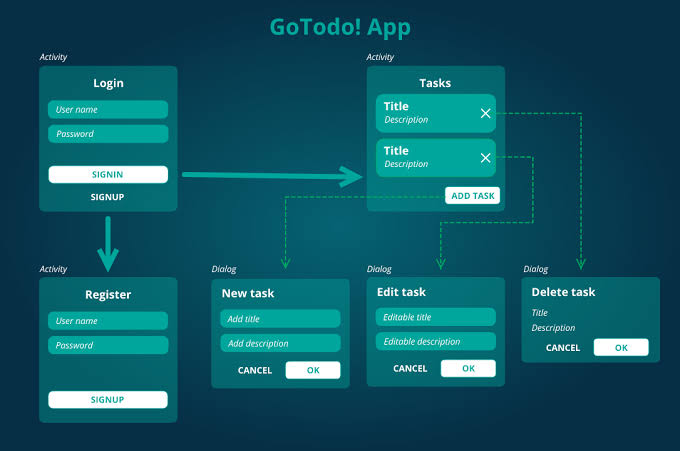 GoTodo! App
Activity
Login
User name
Password
SIGNIN
SIGNUP
Activity
Tasks
Title
Description
Title
Description
ADD TASK
Activity
Register
User name
Password
SIGNUP
Dialog
New task
Add title
Add description
CANCEL OK
Dialog
Edit task
Editable title
Editable description
CANCEL OK
Dialog
Delete task
Title
Description
CANCEL OK